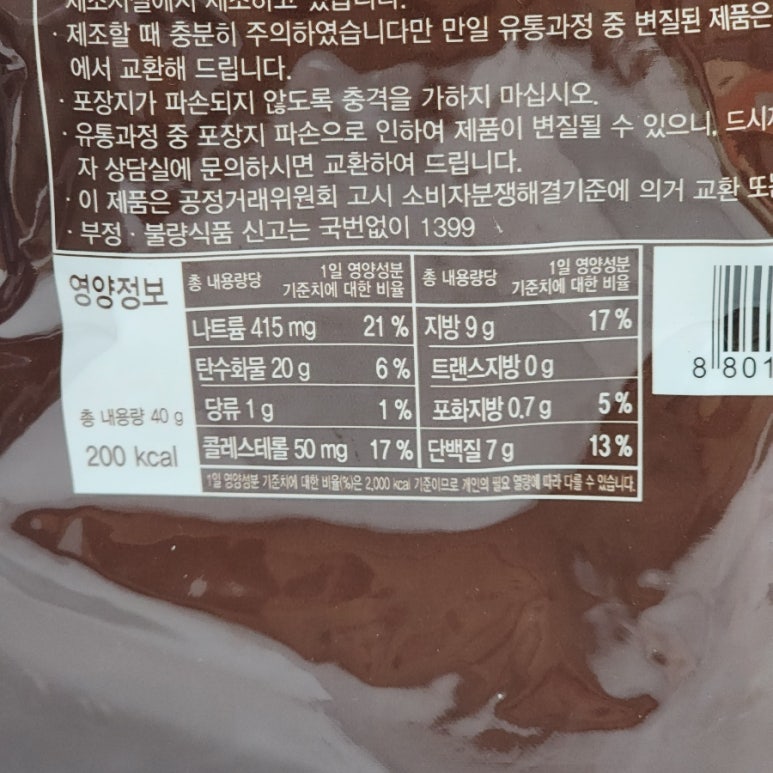 · 제조할 때 충분히 주의하였습니다만 만일 유통과정 중 변질된 제품은
에서 교환해 드립니다.
· 포장지가 파손되지 않도록 충격을 가하지 마십시오.
· 유통과정 중 포장지 파손으로 인하여 제품이 변질될 수 있으니, 드시
자 상담실에 문의하시면 교환하여 드립니다.
· 이 제품은 공정거래위원회 고시 소비자분쟁해결기준에 의거 교환 또
· 부정 · 불량식품 신고는 국번없이 1399
영양정보
총 내용량 40 g
200 kcal
총 내용량당 1일 영양성분 기준치에 대한 비율
나트륨 415 mg 21 %
탄수화물 20 g 6 %
당류 1 g 1 %
콜레스테롤 50 mg 17 %
총 내용량당 1일 영양성분 기준치에 대한 비율
지방 9 g 17 %
트랜스지방 0 g
포화지방 0.7 g 5 %
단백질 7 g 13 %
1일 영양성분 기준치에 대한 비율(%)은 2,000 kcal 기준이므로 개인의 필요 열량에 따라 다를 수 있습니다.
8 801